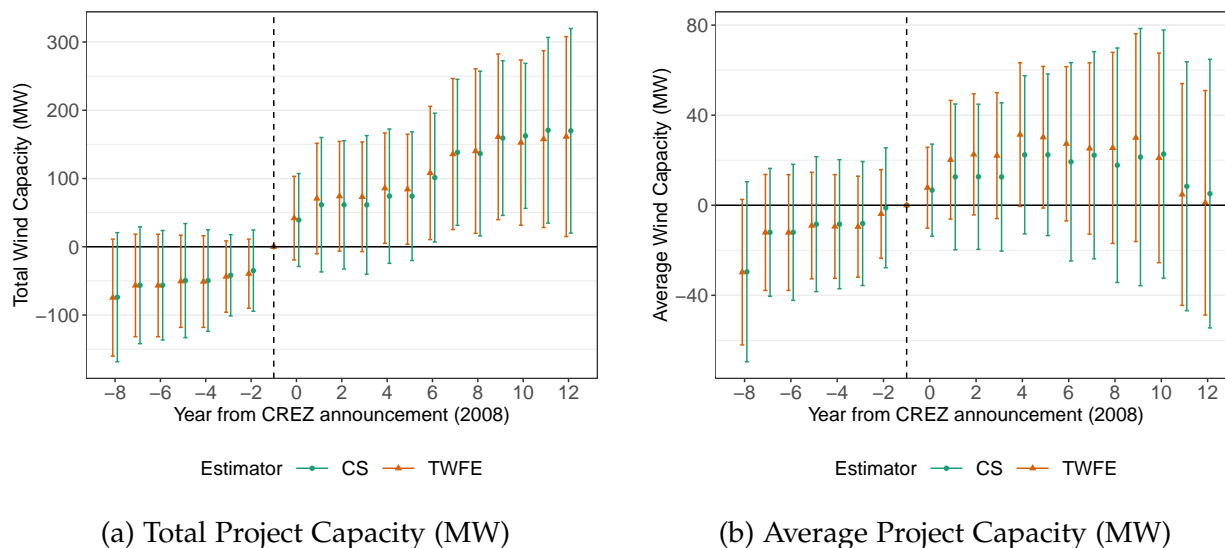 300
200
100
0
−100
Total Wind Capacity (MW)
−8 −6 −4 −2 0 2 4 6 8 10 12
Year from CREZ announcement (2008)
Estimator CS TWFE
(a) Total Project Capacity (MW)
80
40
0
−40
Average Wind Capacity (MW)
−8 −6 −4 −2 0 2 4 6 8 10 12
Year from CREZ announcement (2008)
Estimator CS TWFE
(b) Average Project Capacity (MW)